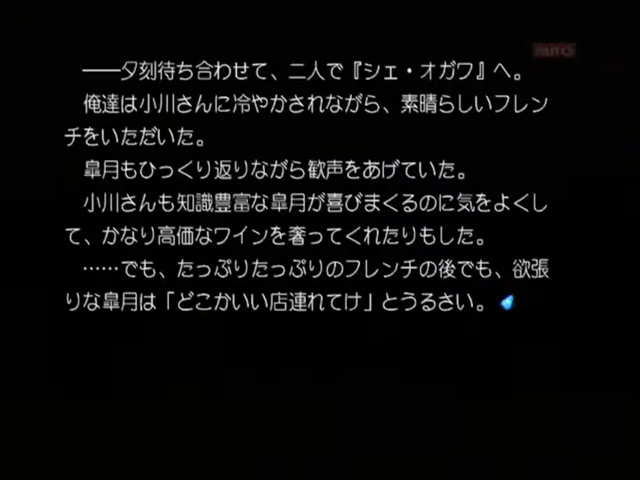 AUTO
――夕刻待ち合わせて、二人で『シェ・オガワ』へ。
俺達は小川さんに冷やかされながら、素晴らしいフレン
チをいただいた。
皐月もひっくり返りながら歓声をあげていた。
小川さんも知識豊富な皐月が喜びまくるのに気をよくし
て、かなり高価なワインを奢ってくれたりもした。
……でも、たっぷりたっぷりのフレンチの後でも、欲張
りな皐月は「どこかいい店連れてけ」とうるさい。